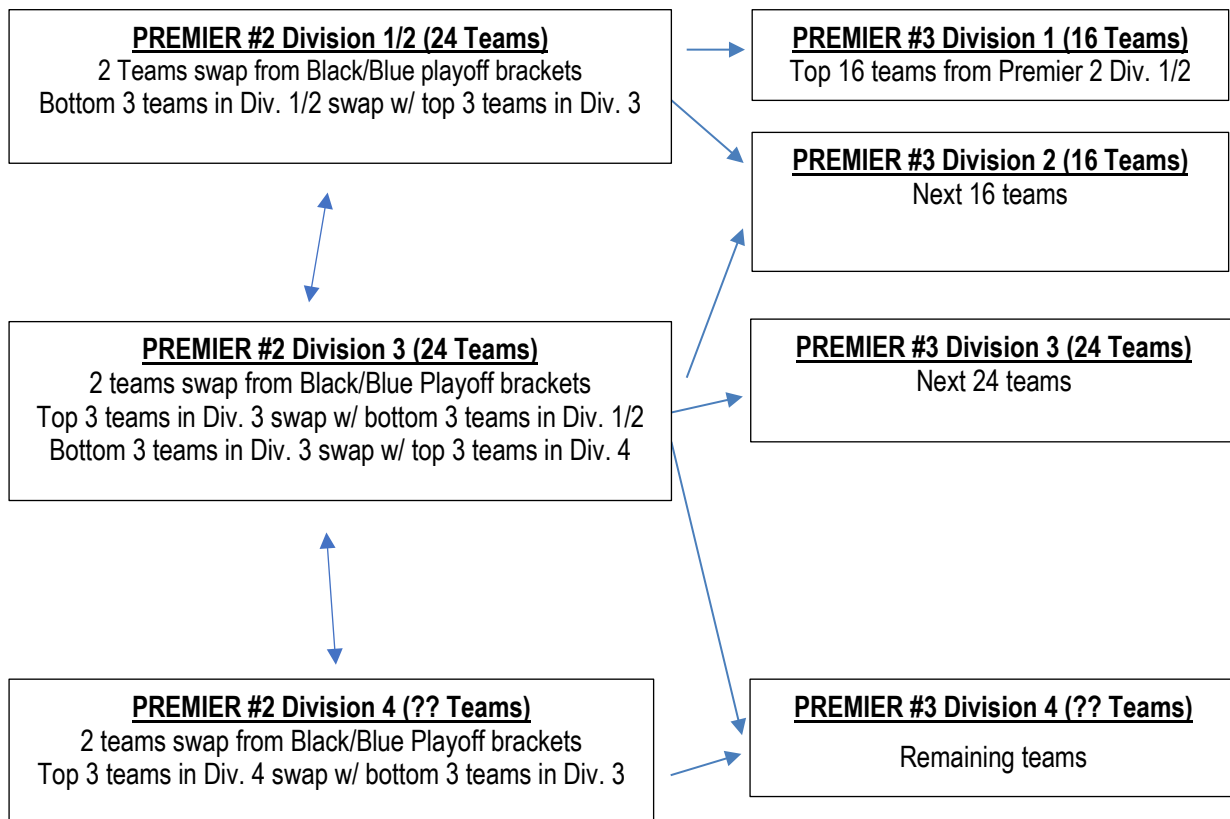 PREMIER #2 Division 1/2 (24 Teams)
2 Teams swap from Black/Blue playoff brackets
Bottom 3 teams in Div. 1/2 swap w/ top 3 teams in Div. 3
PREMIER #3 Division 1 (16 Teams)
Top 16 teams from Premier 2 Div. 1/2
PREMIER #3 Division 2 (16 Teams)
Next 16 teams
PREMIER #2 Division 3 (24 Teams)
2 teams swap from Black/Blue Playoff brackets
Top 3 teams in Div. 3 swap w/ bottom 3 teams in Div. 1/2
Bottom 3 teams in Div. 3 swap w/ top 3 teams in Div. 4
PREMIER #3 Division 3 (24 Teams)
Next 24 teams
PREMIER #2 Division 4 (?? Teams)
2 teams swap from Black/Blue Playoff brackets
Top 3 teams in Div. 4 swap w/ bottom 3 teams in Div. 3
PREMIER #3 Division 4 (?? Teams)
Remaining teams